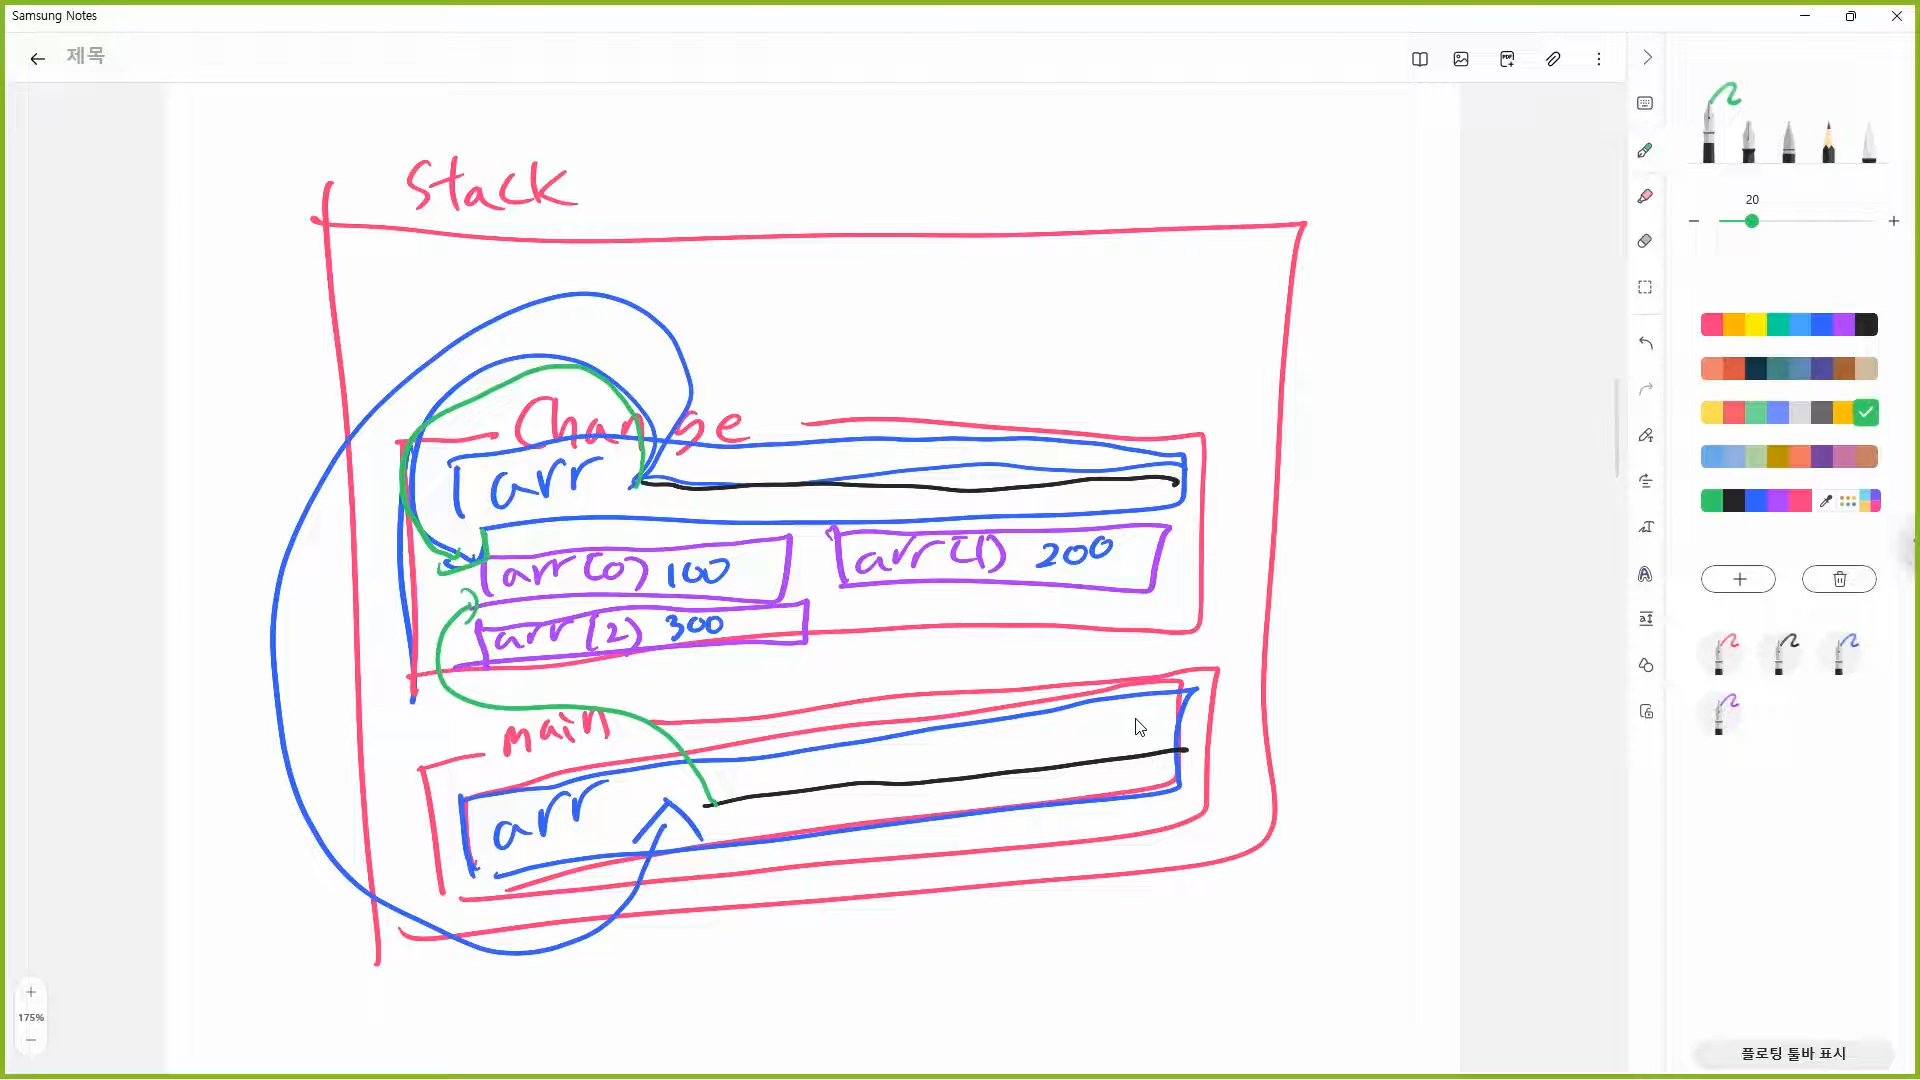 Samsung Notes
제목
20
Stack
Change
arr
arr(0) 100
arr(1) 200
arr(2) 300
main
arr
175%
플로팅 툴바 표시